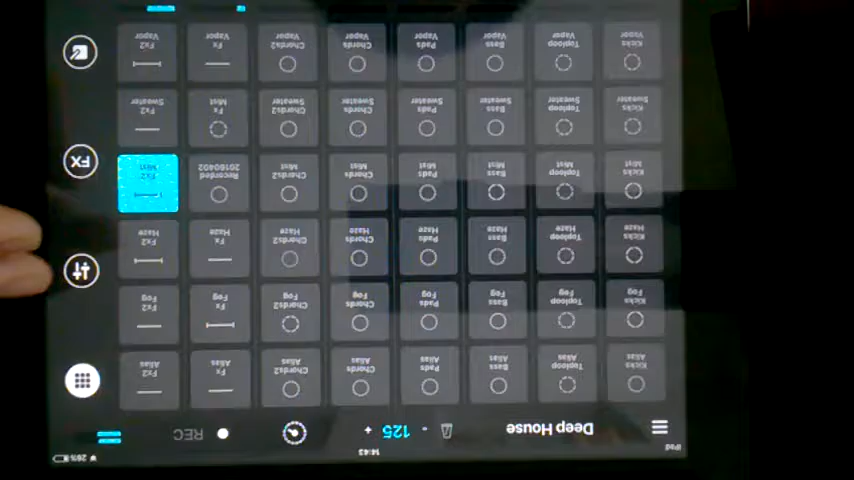 iPad 14:43 26%
Deep House - 125 + REC
Kicks Toploop Bass Pads Chords Chords2 Fx Fx2
Alias Alias Alias Alias Alias Alias Alias Alias
Kicks Toploop Bass Pads Chords Chords2 Fx Fx2
Fog Fog Fog Fog Fog Fog Fog Fog
Kicks Toploop Bass Pads Chords Chords2 Fx Fx2
Haze Haze Haze Haze Haze Haze Haze Haze
Kicks Toploop Bass Pads Chords Chords2 Recorded Fx2
Mist Mist Mist Mist Mist Mist 20160402 Mist
Kicks Toploop Bass Pads Chords Chords2 Fx Fx2
Sweater Sweater Sweater Sweater Sweater Sweater Mist Sweater
Kicks Toploop Bass Pads Chords Chords2 Fx Fx2
Vapor Vapor Vapor Vapor Vapor Vapor Vapor Vapor
FX